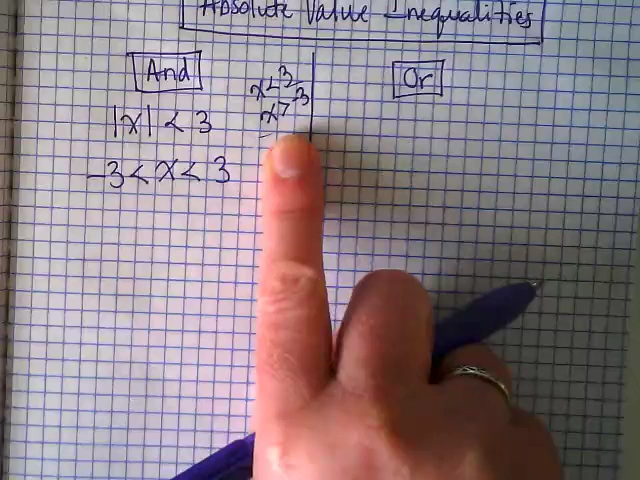 Absolute Value Inequalities
And
|x| < 3
-3 < x < 3
x < 3
x > -3
Or